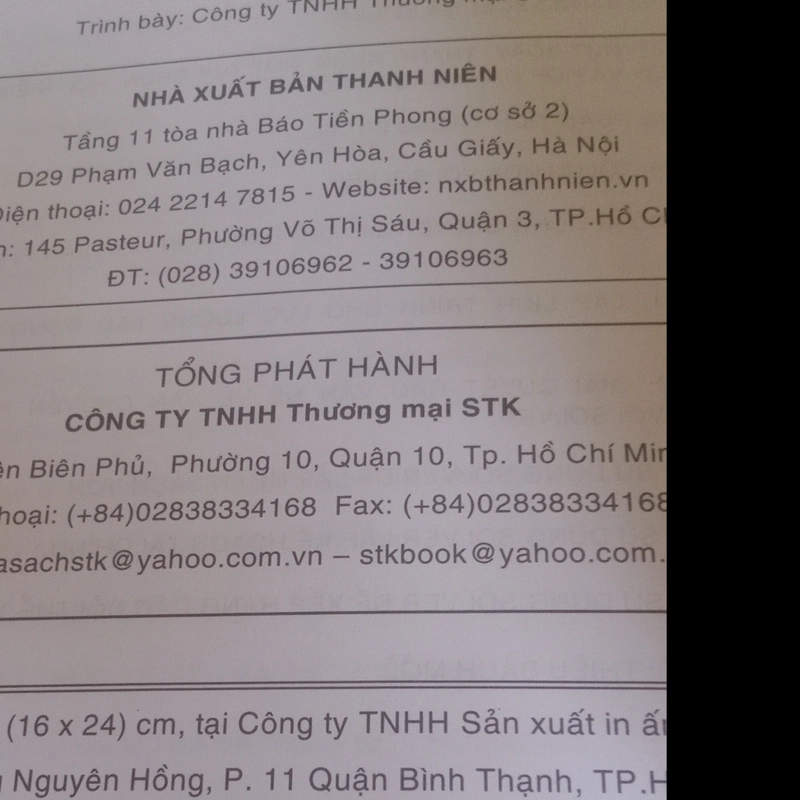 Trình bày: Công ty TNHH
NHÀ XUẤT BẢN THANH NIÊN
Tầng 11 tòa nhà Báo Tiền Phong (cơ sở 2)
D29 Phạm Văn Bạch, Yên Hòa, Cầu Giấy, Hà Nội
Điện thoại: 024 2214 7815 - Website: nxbthanhnien.vn
145 Pasteur, Phường Võ Thị Sáu, Quận 3, TP.Hồ
ĐT: (028) 39106962 - 39106963
TỔNG PHÁT HÀNH
CÔNG TY TNHH Thương mại STK
Biên Phủ, Phường 10, Quận 10, Tp. Hồ Chí
(+84)02838334168 Fax: (+84)02838334168
asachstk@yahoo.com.vn – stkbook@yahoo.com.
(16 x 24) cm, tại Công ty TNHH Sản xuất in
Nguyên Hồng, P. 11 Quận Bình Thạnh, TP.H